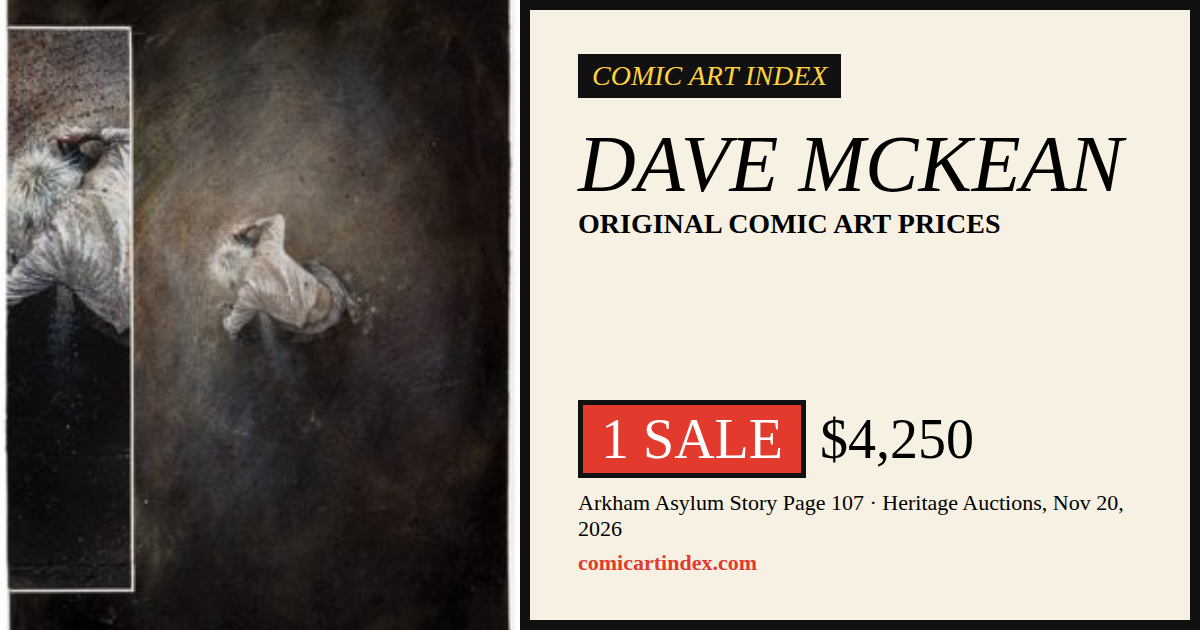 COMIC ART INDEX
DAVE MCKEAN
ORIGINAL COMIC ART PRICES
1 SALE $4,250
Arkham Asylum Story Page 107 · Heritage Auctions, Nov 20,
2026
comicartindex.com